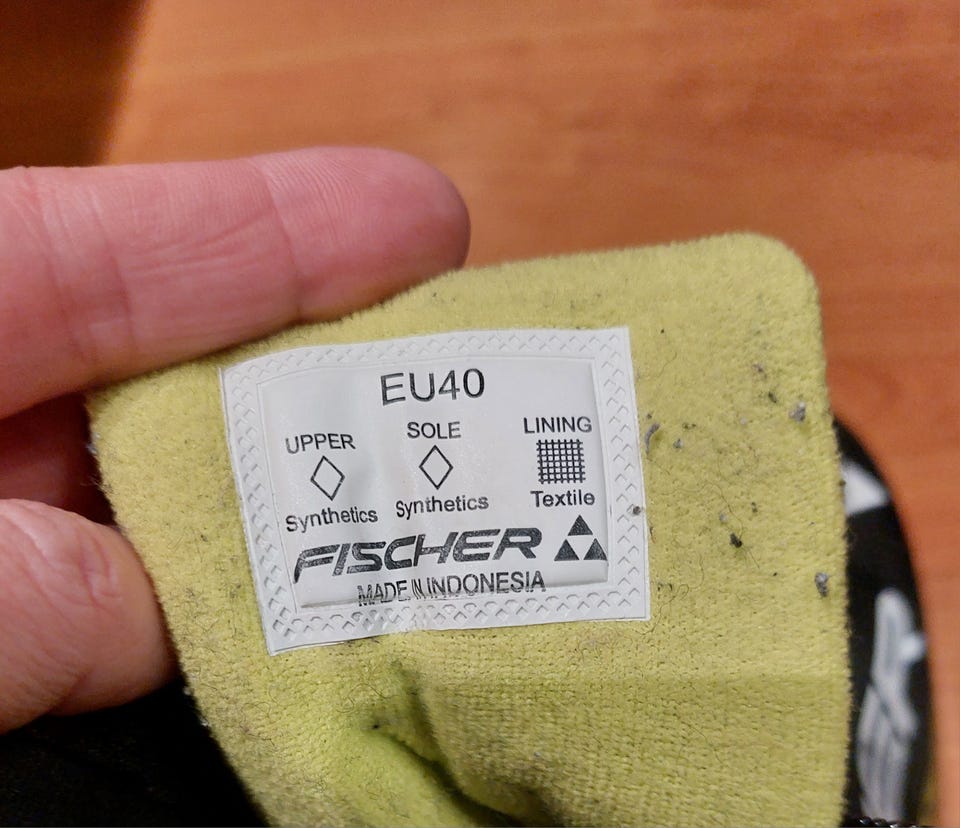 EU40
UPPER SOLE LINING
Synthetics Synthetics Textile
FISCHER
MADE IN INDONESIA